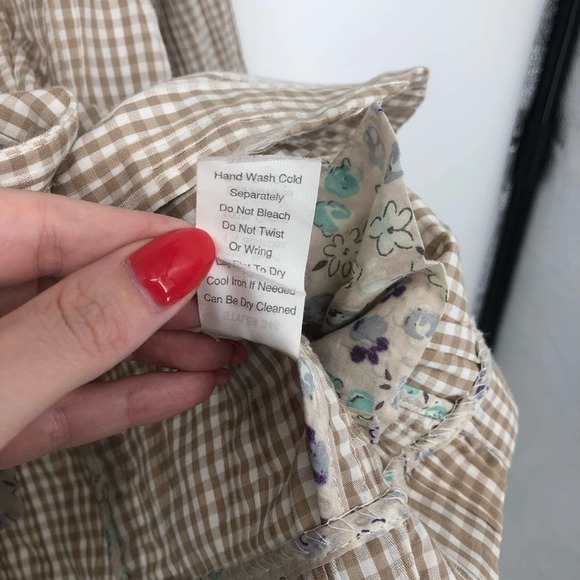 Hand Wash Cold
Separately
Do Not Bleach
Do Not Twist
Or Wring
Flat To Dry
Cool Iron If Needed
Can Be Dry Cleaned